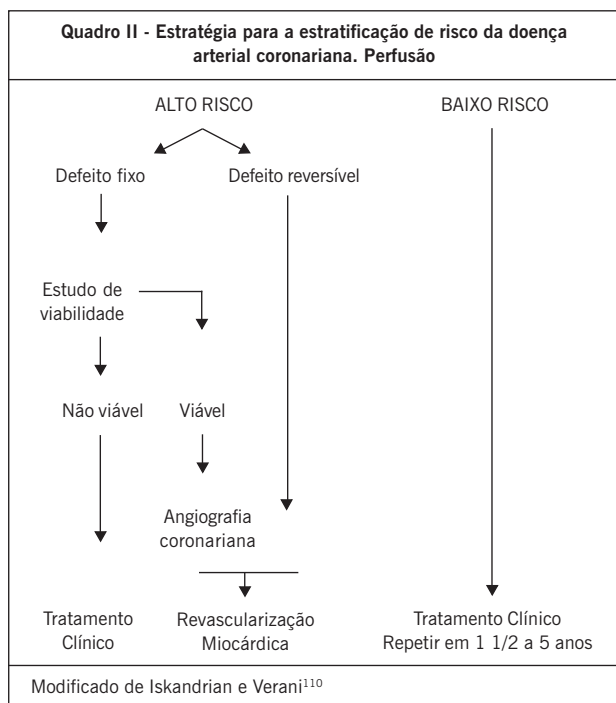 Quadro II - Estratégia para a estratificação de risco da doença
arterial coronariana. Perfusão
ALTO RISCO
BAIXO RISCO
Defeito fixo
Defeito reversível
Estudo de
viabilidade
Não viável
Viável
Angiografia
coronariana
Tratamento
Clínico
Revascularização
Miocárdica
Tratamento Clínico
Repetir em 1 1/2 a 5 anos
Modificado de Iskandrian e Verani¹¹⁰